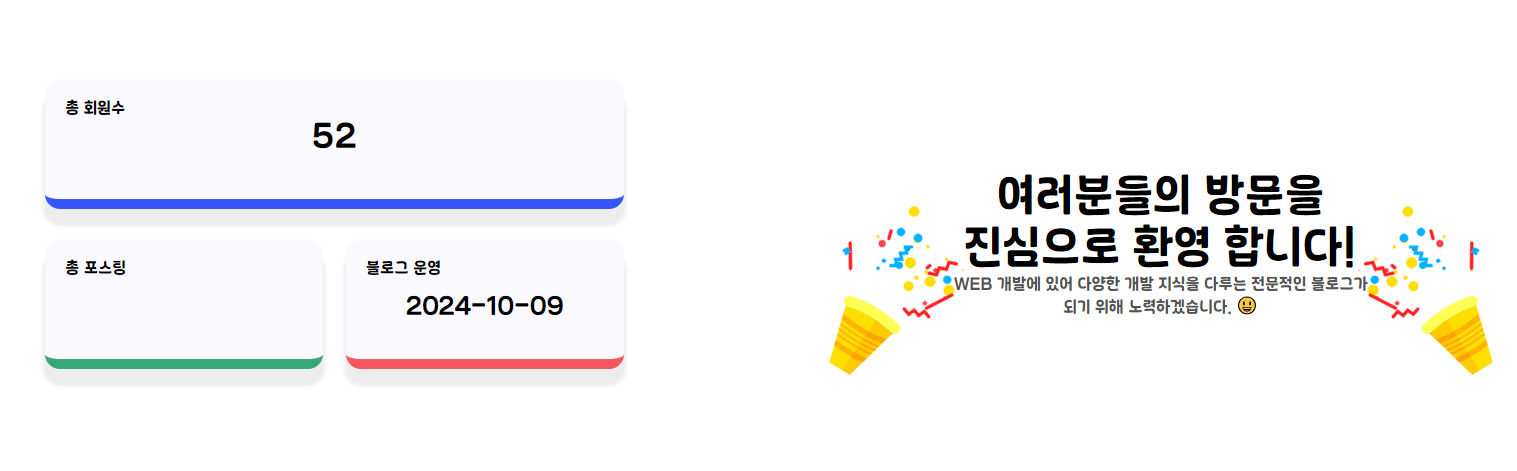 총 회원수
52
총 포스팅
블로그 운영
2024-10-09
여러분들의 방문을
진심으로 환영 합니다!
WEB 개발에 있어 다양한 개발 지식을 다루는 전문적인 블로그가
되기 위해 노력하겠습니다. 😃